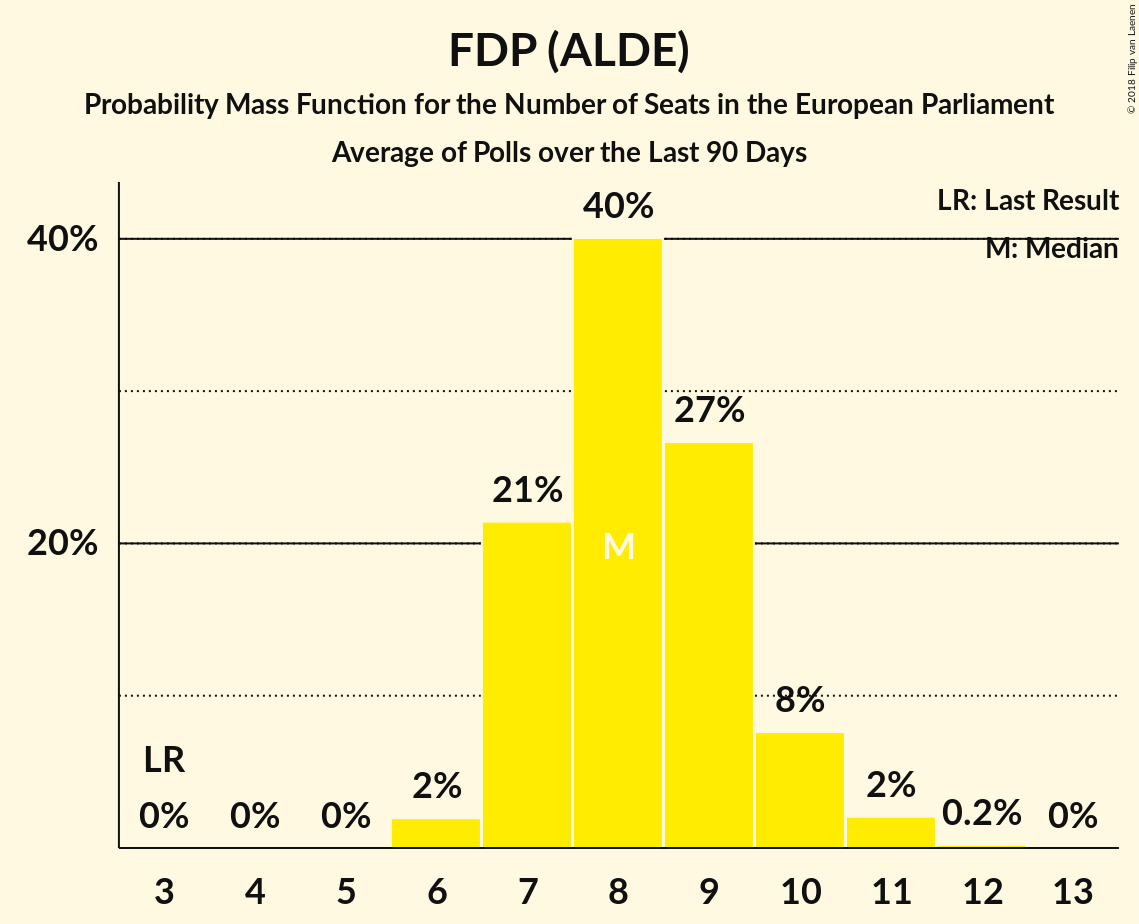 FDP (ALDE)
Probability Mass Function for the Number of Seats in the European Parliament
Average of Polls over the Last 90 Days
© 2018 Filip van Laenen
LR: Last Result
M: Median
40%
20%
LR
0%
0%
0%
2%
21%
40%
M
27%
8%
2%
0.2%
0%
3 4 5 6 7 8 9 10 11 12 13